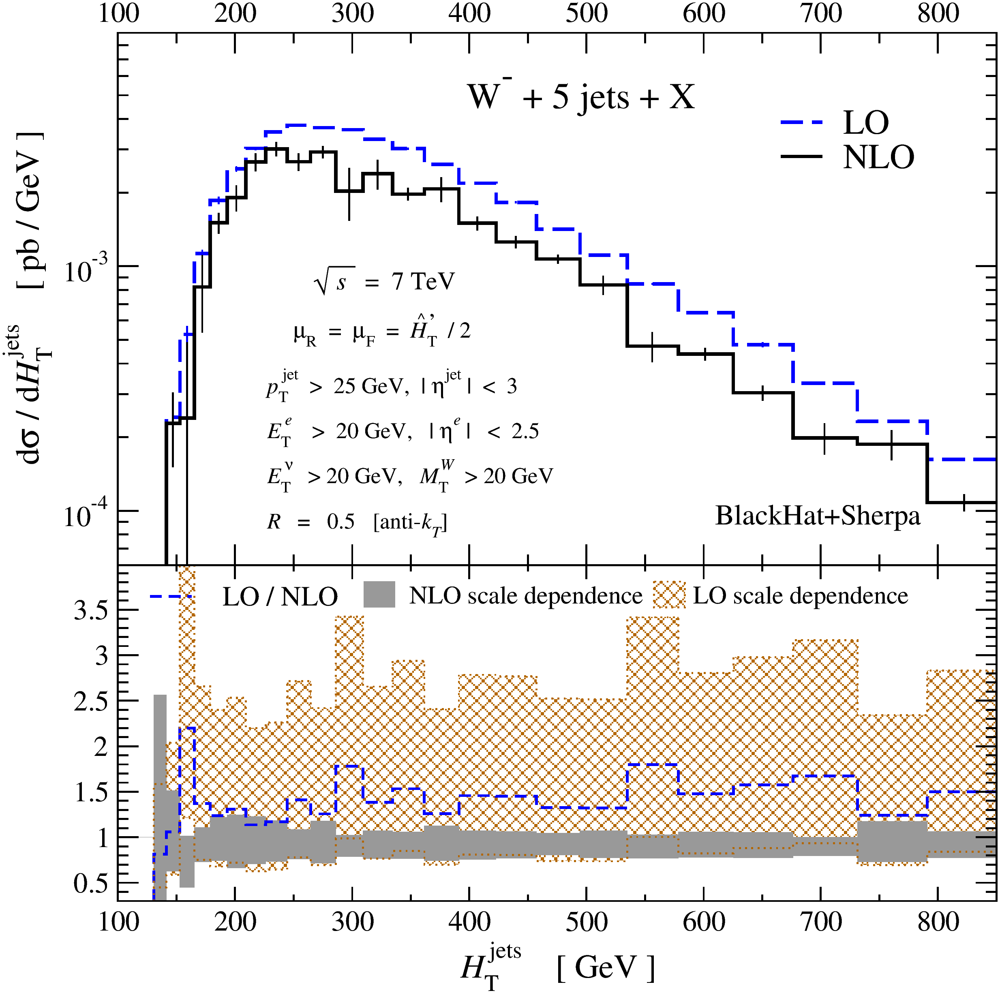 100 200 300 400 500 600 700 800
W⁻ + 5 jets + X
LO
NLO
dσ / dH_T^jets [ pb / GeV ]
10⁻³
10⁻⁴
√s = 7 TeV
μ_R = μ_F = Ĥ_T' / 2
p_T^jet > 25 GeV, | η^jet | < 3
E_T^e > 20 GeV, | η^e | < 2.5
E_T^ν > 20 GeV, M_T^W > 20 GeV
R = 0.5 [anti-k_T]
BlackHat+Sherpa
LO / NLO NLO scale dependence LO scale dependence
3.5
3
2.5
2
1.5
1
0.5
100 200 300 400 500 600 700 800
H_T^jets [ GeV ]